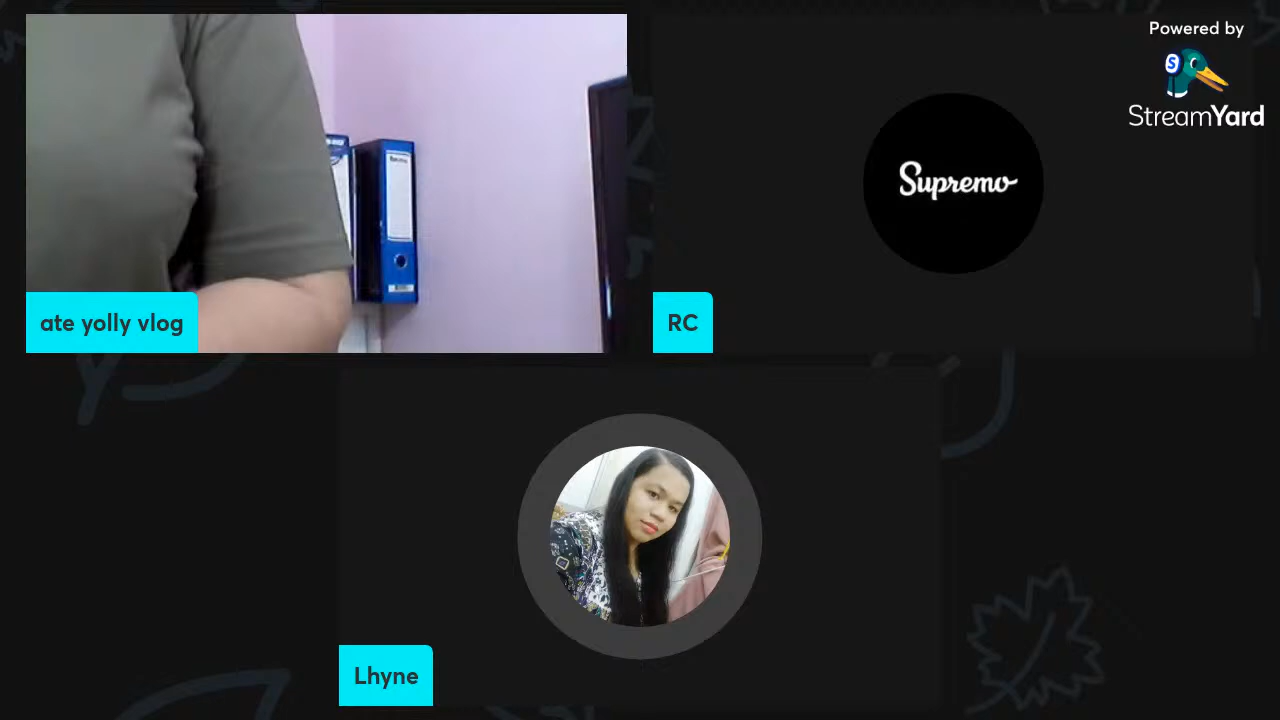 Powered by
S
StreamYard
Supremo
ate yolly vlog
RC
Lhyne